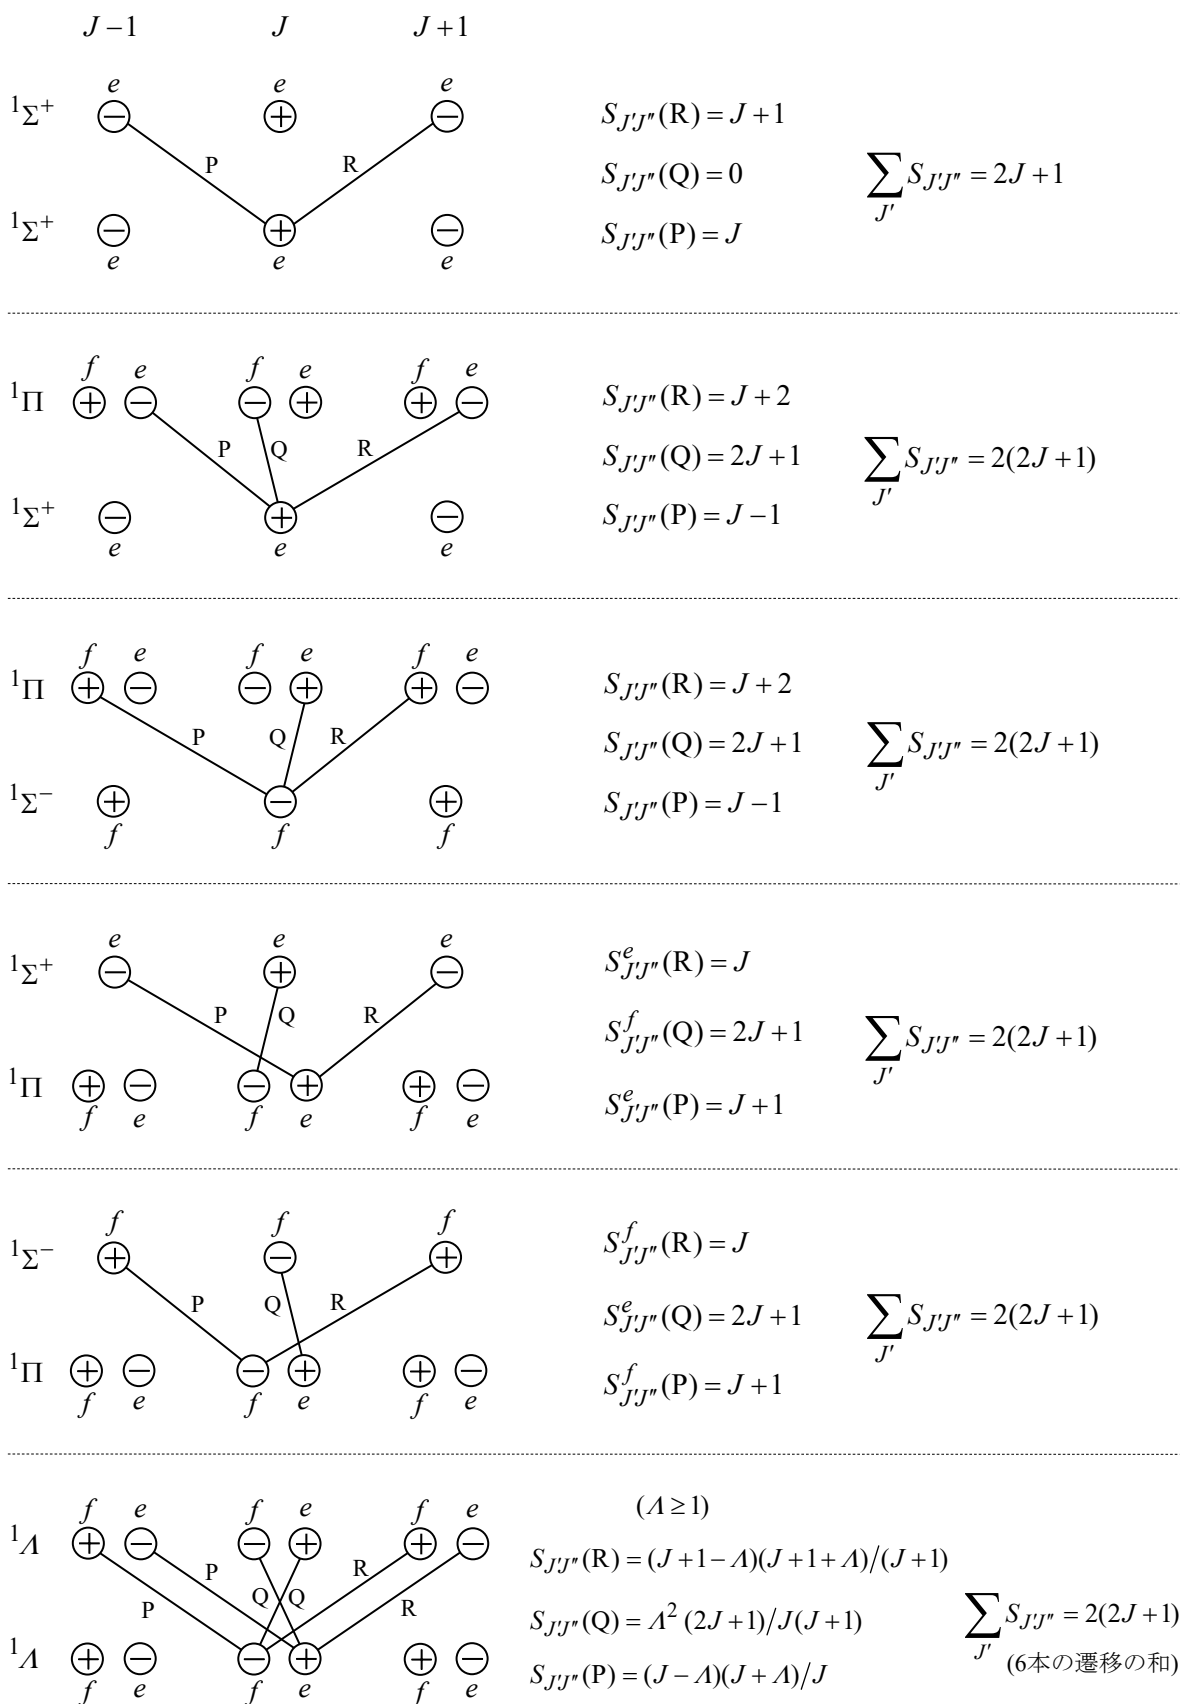 J−1 J J+1
e e e
¹Σ⁺ ⊖ ⊕ ⊖ S_{J′J″}(R) = J+1
P R S_{J′J″}(Q) = 0 ∑_{J′} S_{J′J″} = 2J+1
¹Σ⁺ ⊖ ⊕ ⊖ S_{J′J″}(P) = J
e e e
f e f e f e
¹Π ⊕ ⊖ ⊖ ⊕ ⊕ ⊖ S_{J′J″}(R) = J+2
P Q R S_{J′J″}(Q) = 2J+1 ∑_{J′} S_{J′J″} = 2(2J+1)
¹Σ⁺ ⊖ ⊕ ⊖ S_{J′J″}(P) = J−1
e e e
f e f e f e
¹Π ⊕ ⊖ ⊖ ⊕ ⊕ ⊖ S_{J′J″}(R) = J+2
P Q R S_{J′J″}(Q) = 2J+1 ∑_{J′} S_{J′J″} = 2(2J+1)
¹Σ⁻ ⊕ ⊖ ⊕ S_{J′J″}(P) = J−1
f f f
e e e
¹Σ⁺ ⊖ ⊕ ⊖ S^e_{J′J″}(R) = J
P Q R S^f_{J′J″}(Q) = 2J+1 ∑_{J′} S_{J′J″} = 2(2J+1)
¹Π ⊕ ⊖ ⊖ ⊕ ⊕ ⊖ S^e_{J′J″}(P) = J+1
f e f e f e
f f f
¹Σ⁻ ⊕ ⊖ ⊕ S^f_{J′J″}(R) = J
P Q R S^e_{J′J″}(Q) = 2J+1 ∑_{J′} S_{J′J″} = 2(2J+1)
¹Π ⊕ ⊖ ⊖ ⊕ ⊕ ⊖ S^f_{J′J″}(P) = J+1
f e f e f e
f e f e f e (Λ ≥ 1)
¹Λ ⊕ ⊖ ⊖ ⊕ ⊕ ⊖ S_{J′J″}(R) = (J+1−Λ)(J+1+Λ)/(J+1)
P P Q Q R R S_{J′J″}(Q) = Λ² (2J+1)/J(J+1) ∑_{J′} S_{J′J″} = 2(2J+1)
¹Λ ⊕ ⊖ ⊖ ⊕ ⊕ ⊖ S_{J′J″}(P) = (J−Λ)(J+Λ)/J (6本の遷移の和)
f e f e f e